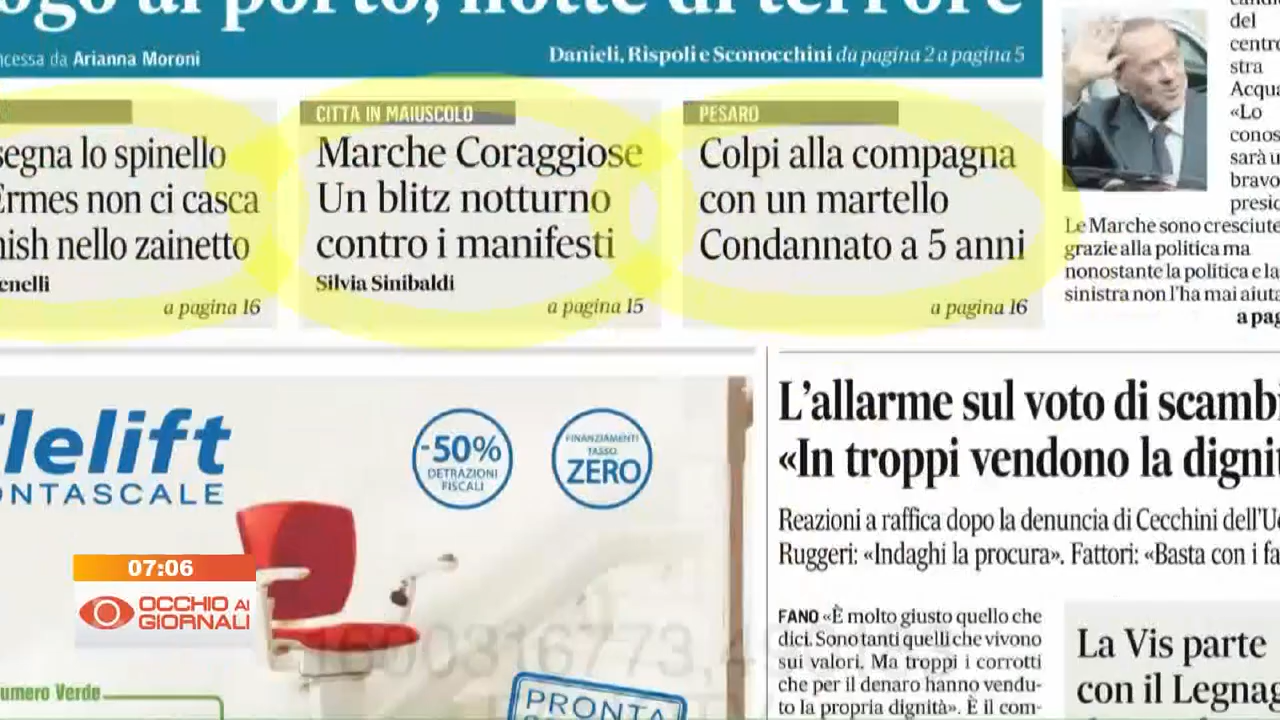 al porto, notte di terrore
da Arianna Moroni
Danieli, Rispoli e Sconocchini da pagina 2 a pagina 5
lo spinello
Ermes non ci casca
nello zainetto
a pagina 16
CITTÀ IN MAIUSCOLO
Marche Coraggiose
Un blitz notturno
contro i manifesti
Silvia Sinibaldi
a pagina 15
PESARO
Colpi alla compagna
con un martello
Condannato a 5 anni
a pagina 16
del
centro
stra
Acqua
«Lo
conos
sarà u
bravo
presid
Le Marche sono cresciute
grazie alla politica ma
nonostante la politica e la
sinistra non l'ha mai aiuta
a pag
-50%
DETRAZIONI
FISCALI
FINANZIAMENTI
TASSO
ZERO
L'allarme sul voto di scambi
«In troppi vendono la dignit
Reazioni a raffica dopo la denuncia di Cecchini dell'U
Ruggeri: «Indaghi la procura». Fattori: «Basta con i fa
FANO «È molto giusto quello che
dici. Sono tanti quelli che vivono
sui valori. Ma troppi i corrotti
che per il denaro hanno vendu-
to la propria dignità». È il com-
La Vis parte
con il Legnag
07:06
OCCHIO AI
GIORNALI
1600316773,4
umero Verde
PRONTA